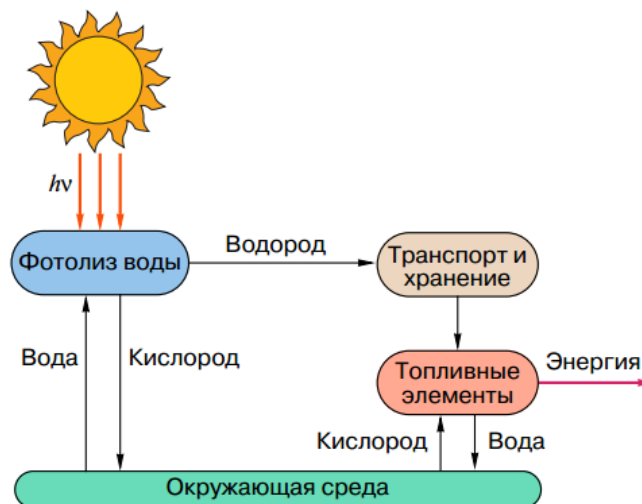 hν
Фотолиз воды
Водород
Транспорт и
хранение
Вода
Кислород
Топливные
элементы
Энергия
Кислород
Вода
Окружающая среда